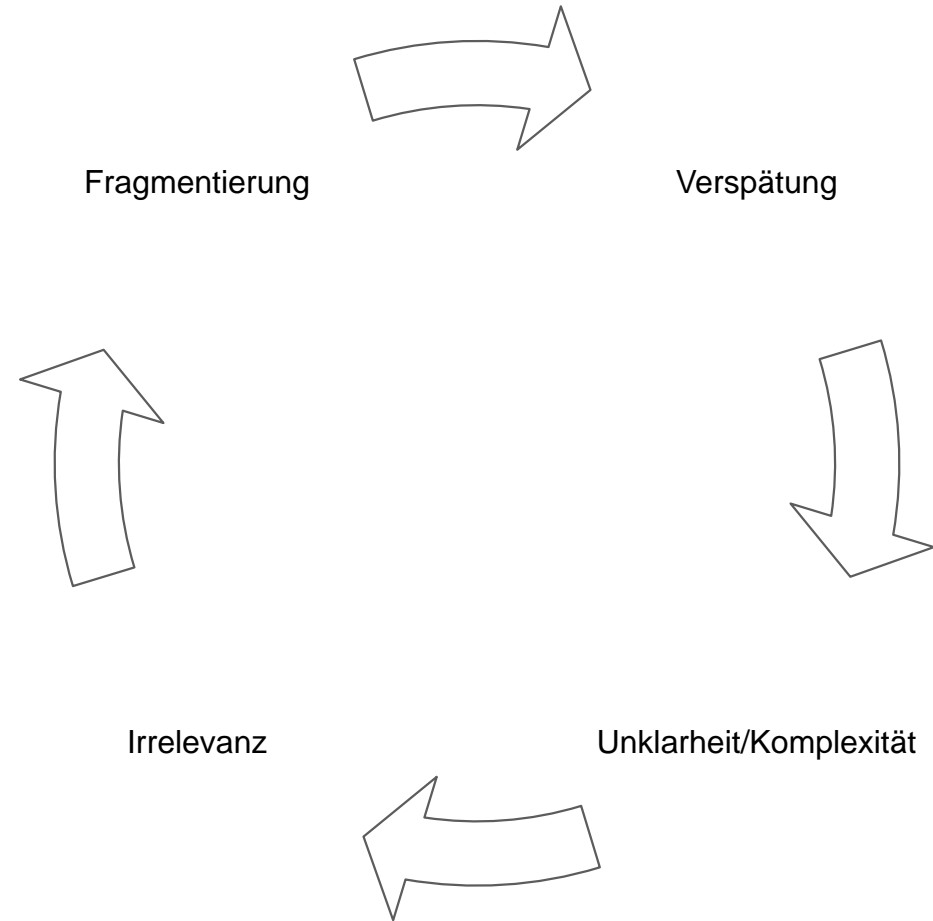 Fragmentierung
Verspätung
Irrelevanz
Unklarheit/Komplexität